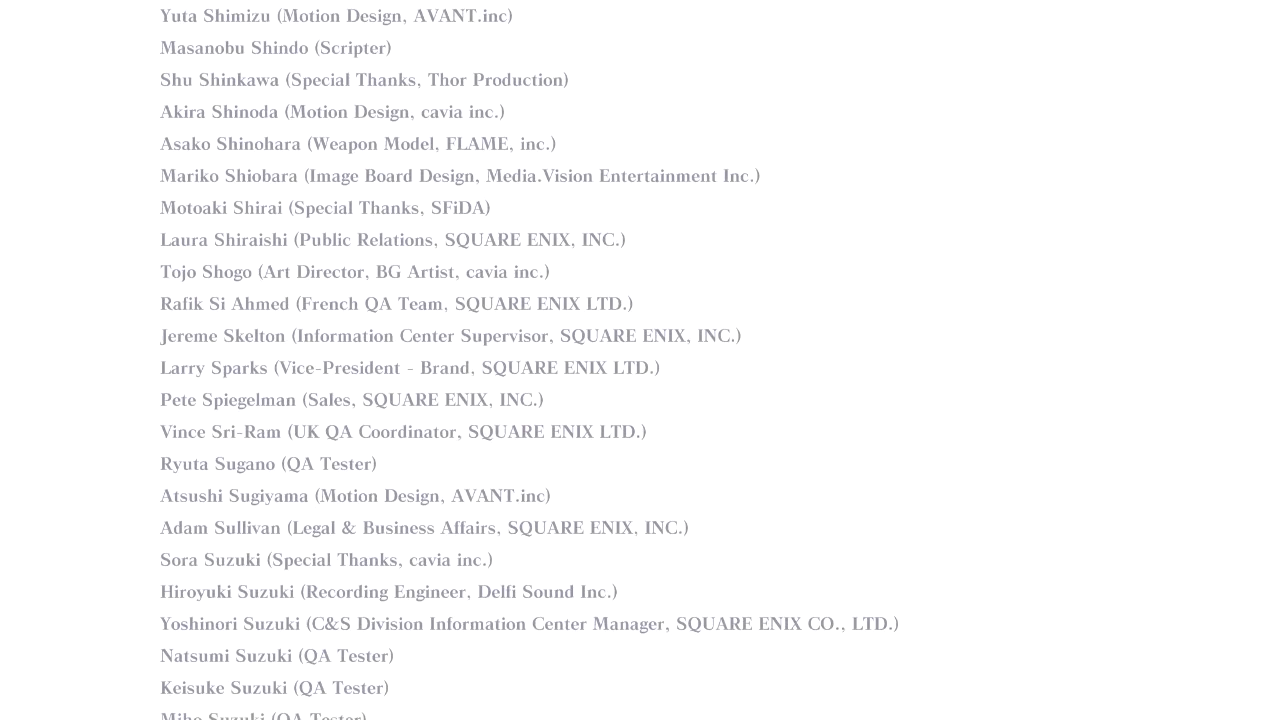 Yuta Shimizu (Motion Design, AVANT.inc)
Masanobu Shindo (Scripter)
Shu Shinkawa (Special Thanks, Thor Production)
Akira Shinoda (Motion Design, cavia inc.)
Asako Shinohara (Weapon Model, FLAME, inc.)
Mariko Shiobara (Image Board Design, Media.Vision Entertainment Inc.)
Motoaki Shirai (Special Thanks, SFiDA)
Laura Shiraishi (Public Relations, SQUARE ENIX, INC.)
Tojo Shogo (Art Director, BG Artist, cavia inc.)
Rafik Si Ahmed (French QA Team, SQUARE ENIX LTD.)
Jereme Skelton (Information Center Supervisor, SQUARE ENIX, INC.)
Larry Sparks (Vice-President - Brand, SQUARE ENIX LTD.)
Pete Spiegelman (Sales, SQUARE ENIX, INC.)
Vince Sri-Ram (UK QA Coordinator, SQUARE ENIX LTD.)
Ryuta Sugano (QA Tester)
Atsushi Sugiyama (Motion Design, AVANT.inc)
Adam Sullivan (Legal & Business Affairs, SQUARE ENIX, INC.)
Sora Suzuki (Special Thanks, cavia inc.)
Hiroyuki Suzuki (Recording Engineer, Delfi Sound Inc.)
Yoshinori Suzuki (C&S Division Information Center Manager, SQUARE ENIX CO., LTD.)
Natsumi Suzuki (QA Tester)
Keisuke Suzuki (QA Tester)
Miho Suzuki (QA Tester)